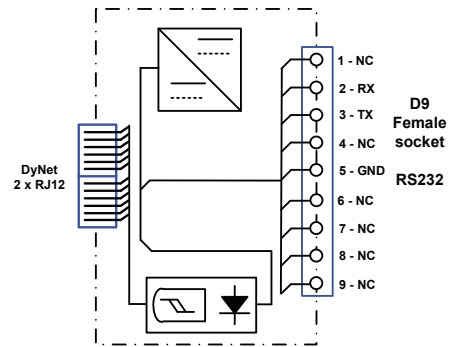 DyNet
2 x RJ12
1 - NC
2 - RX
3 - TX
4 - NC
5 - GND
6 - NC
7 - NC
8 - NC
9 - NC
D9
Female
socket
RS232